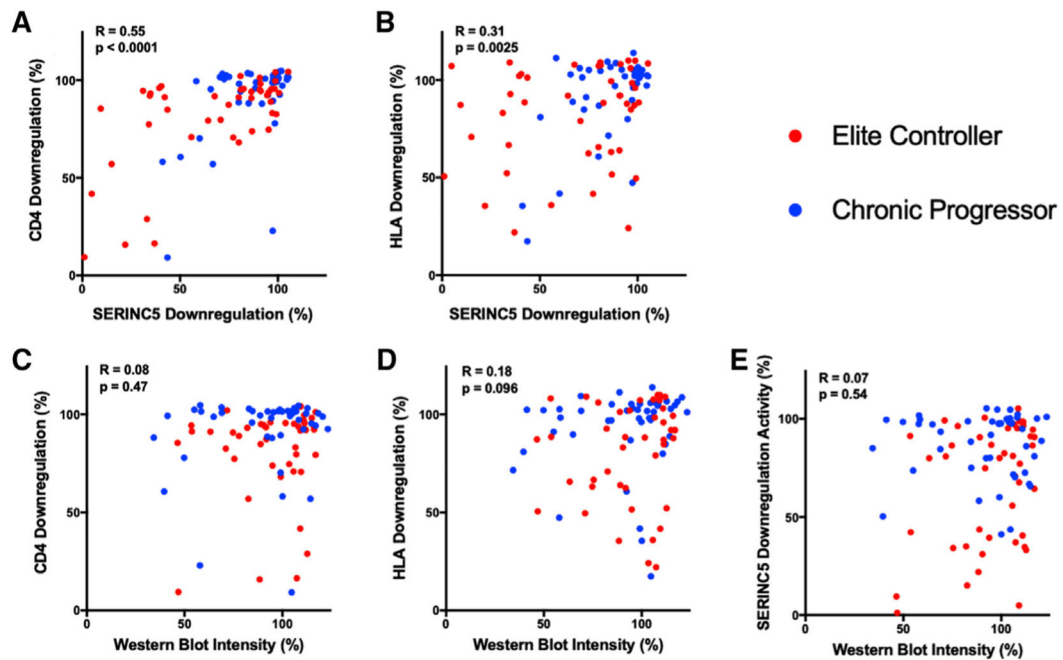 A
R = 0.55
p < 0.0001
CD4 Downregulation (%)
100
50
0
0
50
100
SERINC5 Downregulation (%)
B
R = 0.31
p = 0.0025
HLA Downregulation (%)
100
50
0
0
50
100
SERINC5 Downregulation (%)
Elite Controller
Chronic Progressor
C
R = 0.08
p = 0.47
CD4 Downregulation (%)
100
50
0
0
50
100
Western Blot Intensity (%)
D
R = 0.18
p = 0.096
HLA Downregulation (%)
100
50
0
0
50
100
Western Blot Intensity (%)
E
R = 0.07
p = 0.54
SERINC5 Downregulation Activity (%)
100
50
0
0
50
100
Western Blot Intensity (%)